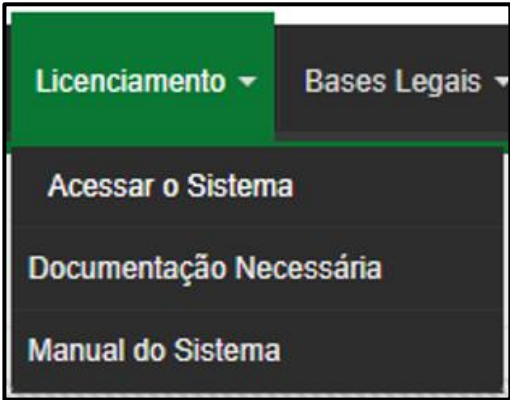 Licenciamento Bases Legais
Acessar o Sistema
Documentação Necessária
Manual do Sistema